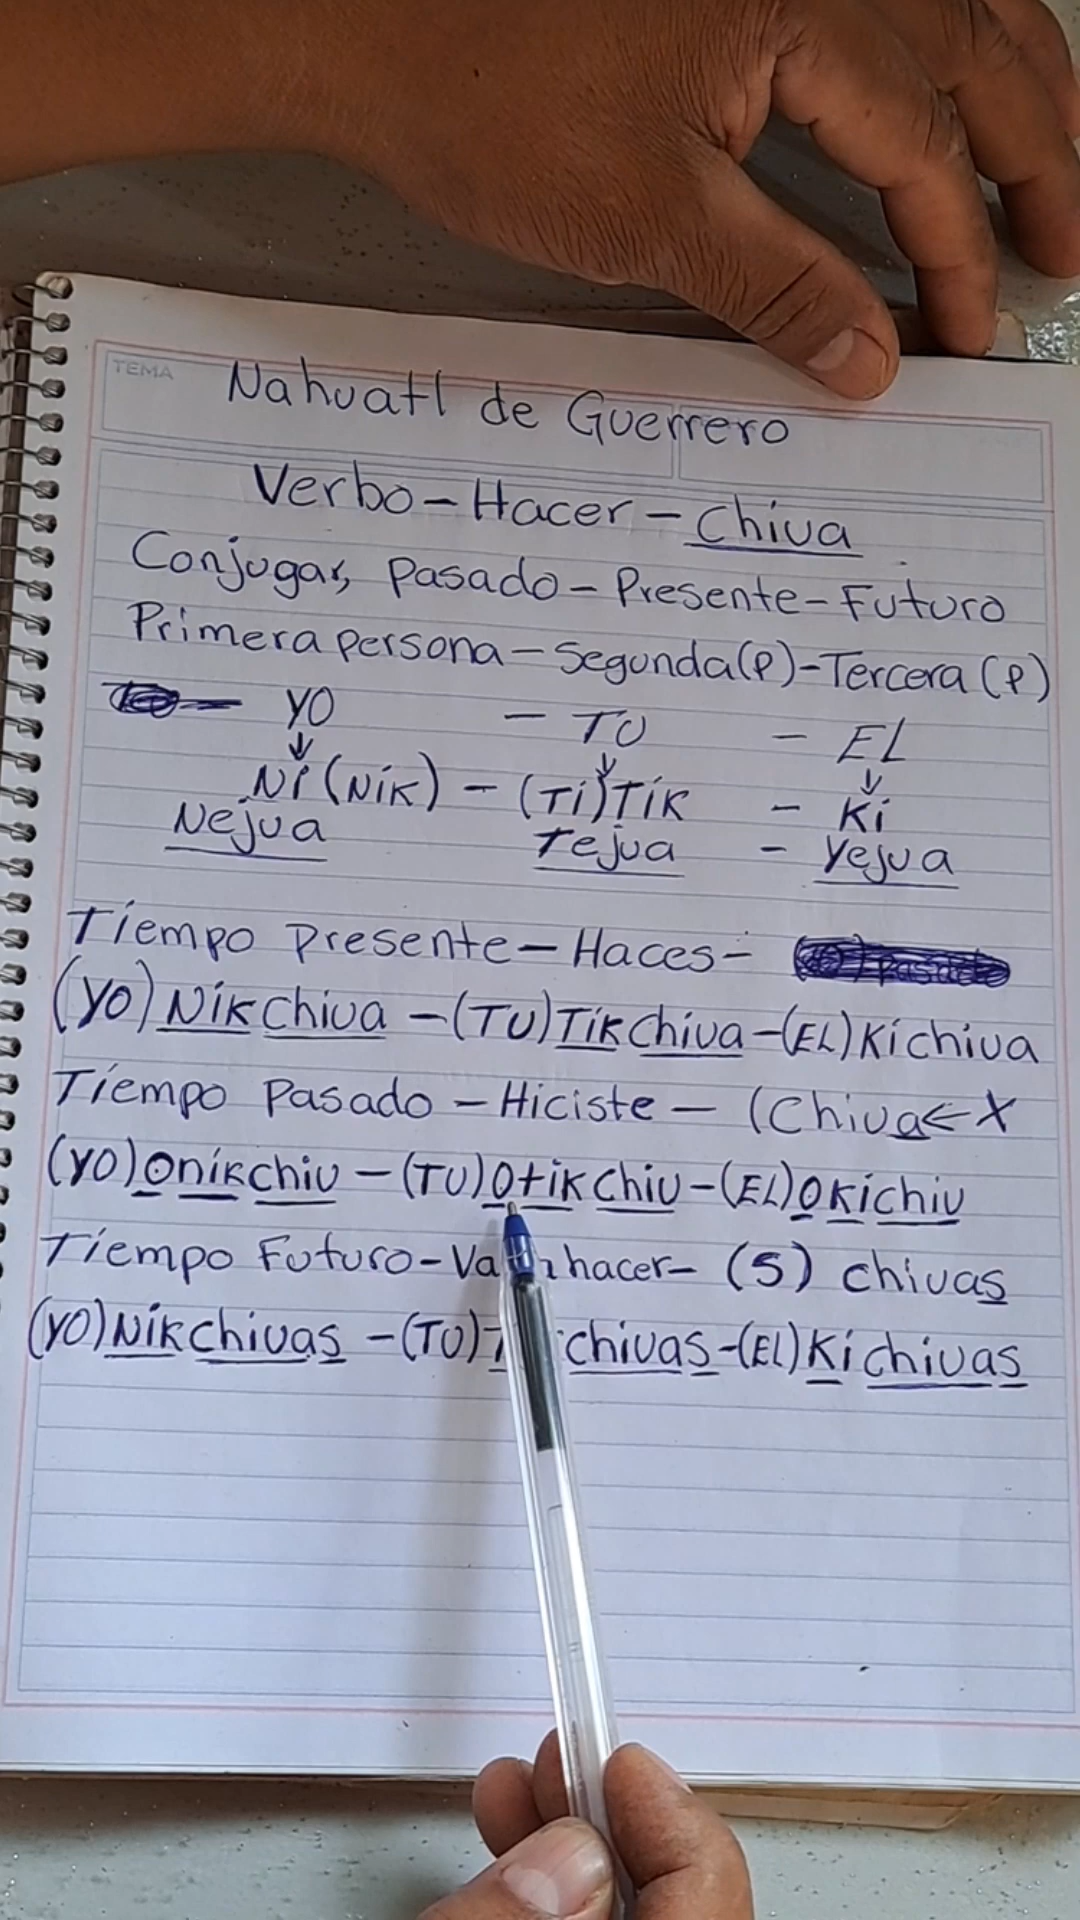 TEMA
Nahuatl de Guerrero
Verbo - Hacer - Chiva
Conjugar, Pasado - Presente - Futuro
Primera persona - Segunda (P) - Tercera (P)
YO - TU - EL
Ni (Nik) - (Ti) Tik - Ki
Nejua Tejua - Yejua
Tiempo Presente - Haces -
(YO) Nikchiva - (TU) Tikchiva - (EL) Kichiva
Tiempo Pasado - Hiciste - (Chiva ← X
(YO) Onikchiu - (TU) Otikchiu - (EL) Okichiu
Tiempo Futuro - hacer - (S) chivas
(YO) Nikchivas - (TU) chivas - (EL) Kichivas